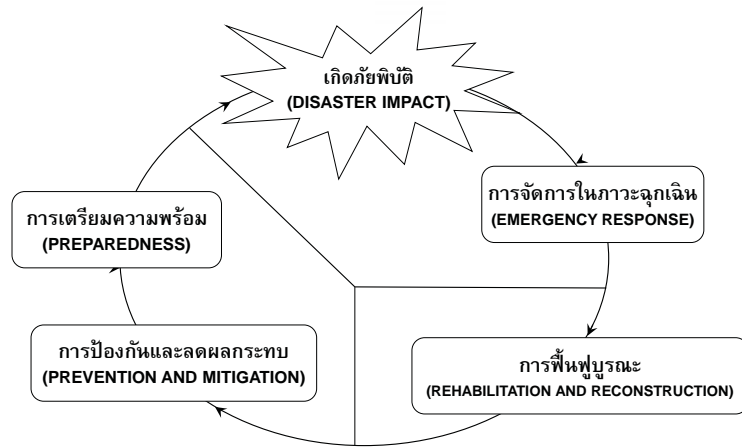 เกิดภัยพิบัติ
(DISASTER IMPACT)
การจัดการในภาวะฉุกเฉิน
(EMERGENCY RESPONSE)
การฟื้นฟูบูรณะ
(REHABILITATION AND RECONSTRUCTION)
การป้องกันและลดผลกระทบ
(PREVENTION AND MITIGATION)
การเตรียมความพร้อม
(PREPAREDNESS)